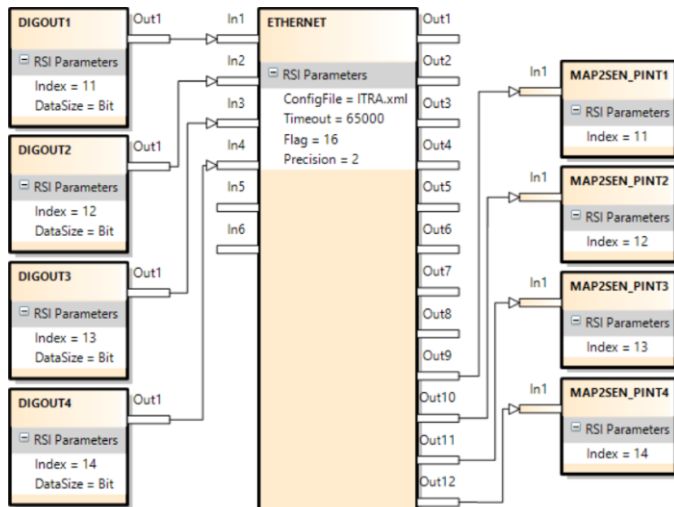 DIGOUT1
RSI Parameters
Index = 11
DataSize = Bit
Out1
DIGOUT2
RSI Parameters
Index = 12
DataSize = Bit
Out1
DIGOUT3
RSI Parameters
Index = 13
DataSize = Bit
Out1
DIGOUT4
RSI Parameters
Index = 14
DataSize = Bit
Out1
In1
In2
In3
In4
In5
In6
ETHERNET
RSI Parameters
ConfigFile = ITRA.xml
Timeout = 65000
Flag = 16
Precision = 2
Out1
Out2
Out3
Out4
Out5
Out6
Out7
Out8
Out9
Out10
Out11
Out12
In1
MAP2SEN_PINT1
RSI Parameters
Index = 11
In1
MAP2SEN_PINT2
RSI Parameters
Index = 12
In1
MAP2SEN_PINT3
RSI Parameters
Index = 13
In1
MAP2SEN_PINT4
RSI Parameters
Index = 14